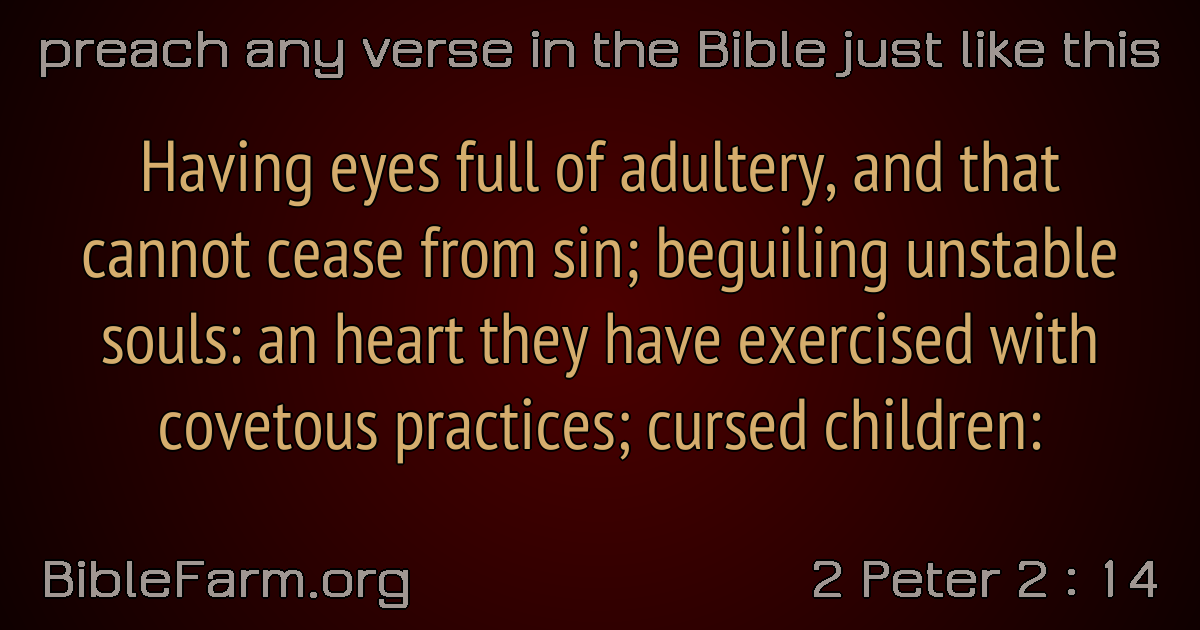 preach any verse in the Bible just like this
Having eyes full of adultery, and that
cannot cease from sin; beguiling unstable
souls: an heart they have exercised with
covetous practices; cursed children:
BibleFarm.org
2 Peter 2 : 14